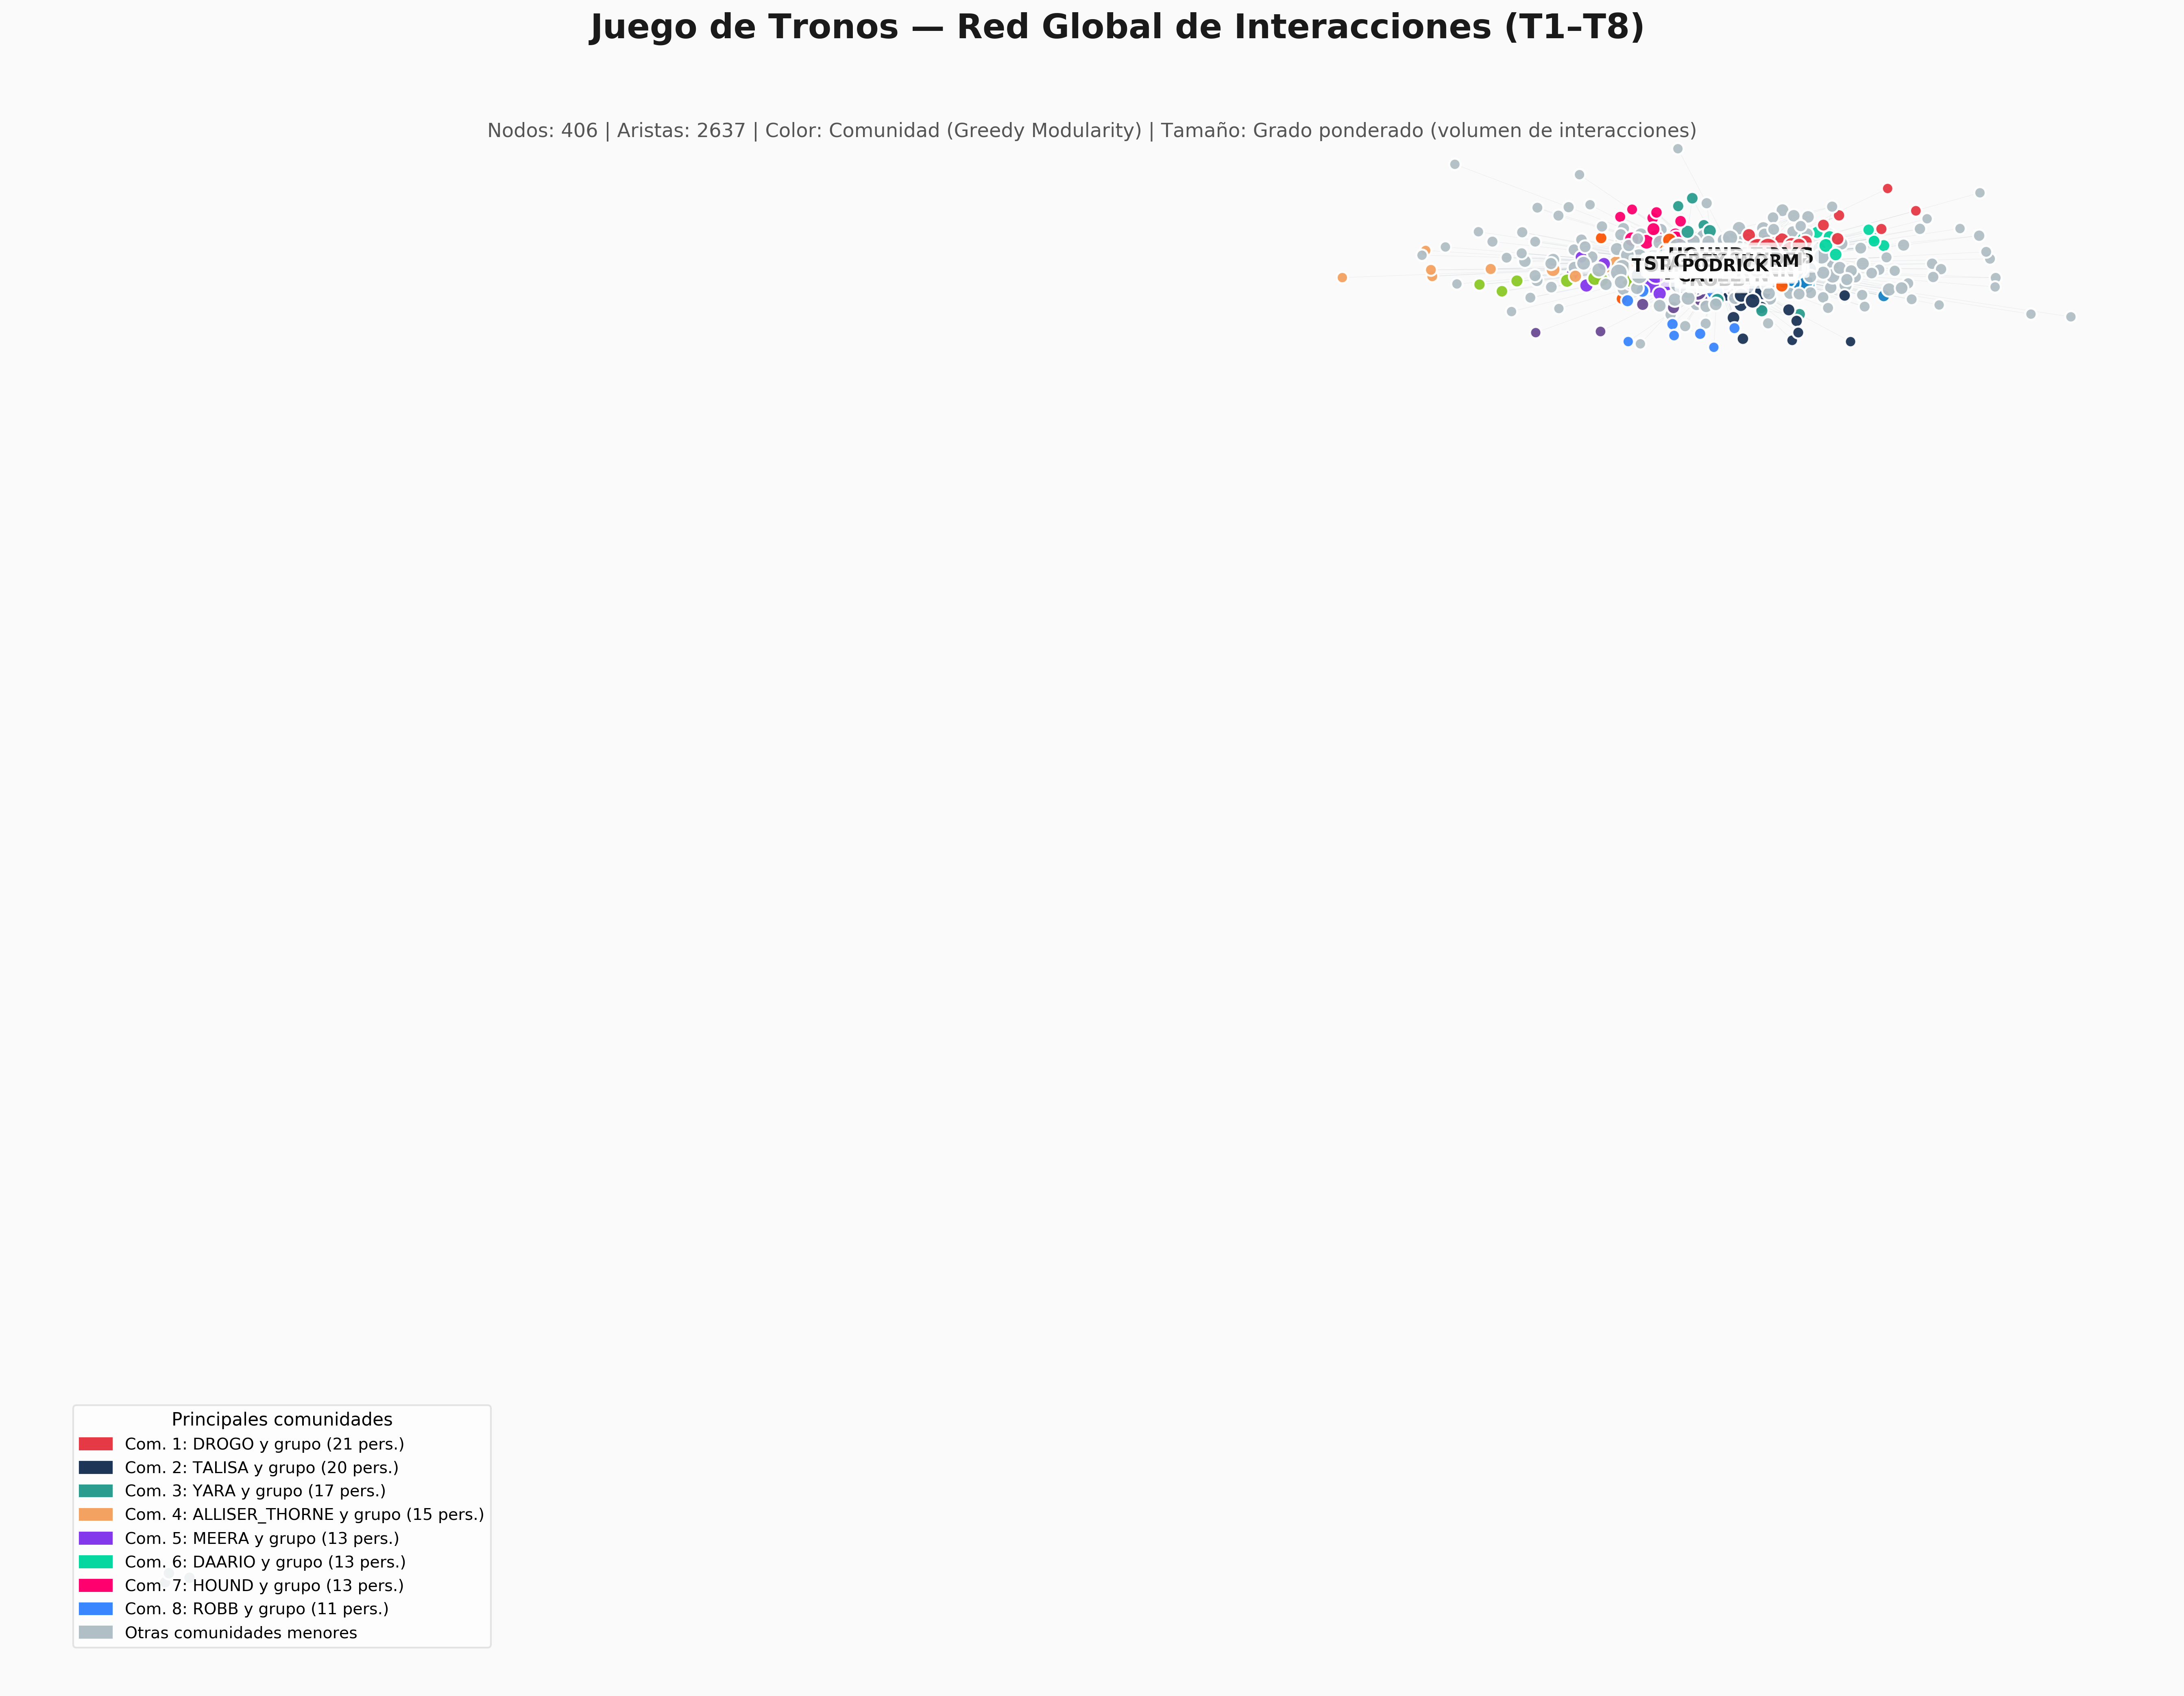 Juego de Tronos — Red Global de Interacciones (T1–T8)
Nodos: 406 | Aristas: 2637 | Color: Comunidad (Greedy Modularity) | Tamaño: Grado ponderado (volumen de interacciones)
PODRICK
Principales comunidades
Com. 1: DROGO y grupo (21 pers.)
Com. 2: TALISA y grupo (20 pers.)
Com. 3: YARA y grupo (17 pers.)
Com. 4: ALLISER_THORNE y grupo (15 pers.)
Com. 5: MEERA y grupo (13 pers.)
Com. 6: DAARIO y grupo (13 pers.)
Com. 7: HOUND y grupo (13 pers.)
Com. 8: ROBB y grupo (11 pers.)
Otras comunidades menores